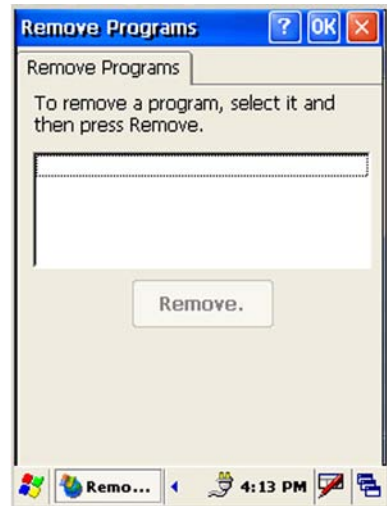 Remove Programs ? OK
Remove Programs
To remove a program, select it and
then press Remove.
Remove.
Remo... 4:13 PM